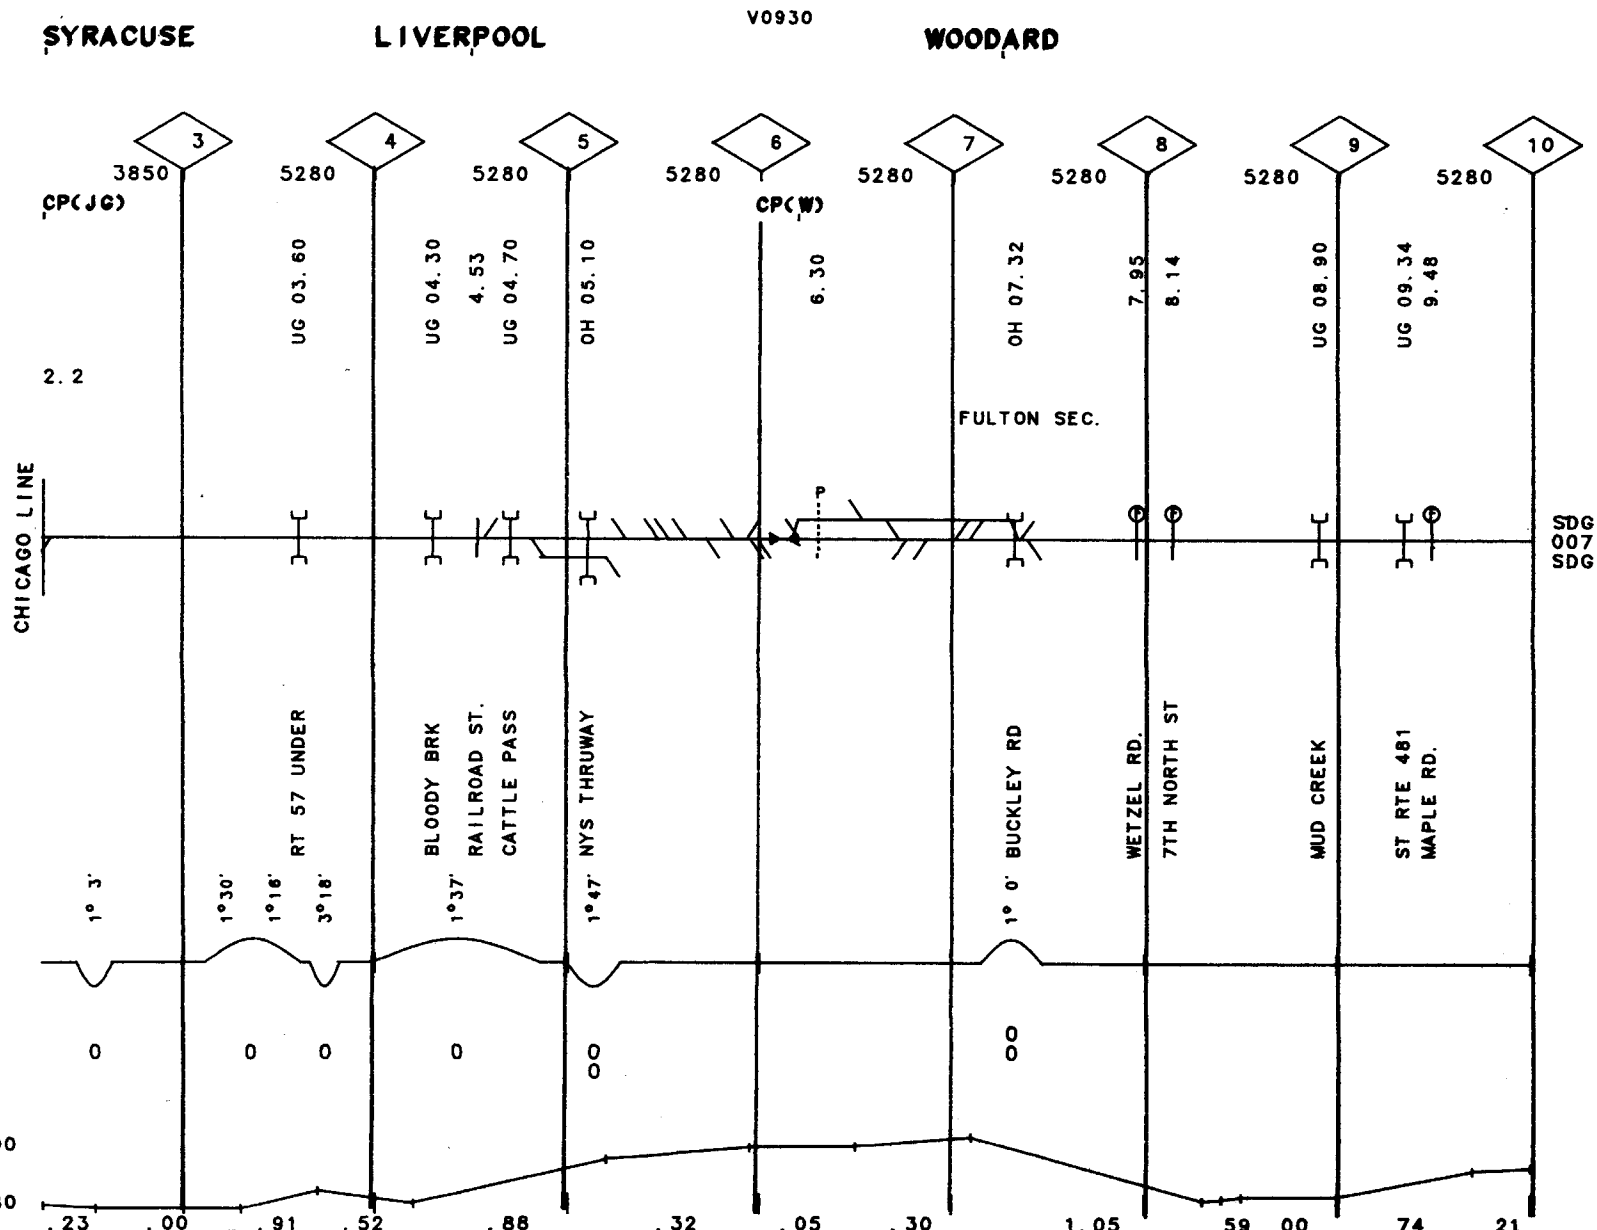 V0930
SYRACUSE LIVERPOOL WOODARD
3 4 5 6 7 8 9 10
3850 5280 5280 5280 5280 5280 5280 5280
CP(JG) CP(W)
UG 03.60
UG 04.30
4.53
UG 04.70
OH 05.10
6.30
OH 07.32
7.95
8.14
UG 08.90
UG 09.34
9.48
2.2
FULTON SEC.
CHICAGO LINE
P
SDG
007
SDG
RT 57 UNDER
BLOODY BRK
RAILROAD ST.
CATTLE PASS
NYS THRUWAY
BUCKLEY RD
WETZEL RD.
7TH NORTH ST
MUD CREEK
ST RTE 481
MAPLE RD.
1° 3'
1°30'
1°16'
3°18'
1°37'
1°47'
1° 0'
0 0 0 0 0 0
0 0
.23 .00 .91 .52 .88 .32 .05 .30 1.05 .59 00 74 21